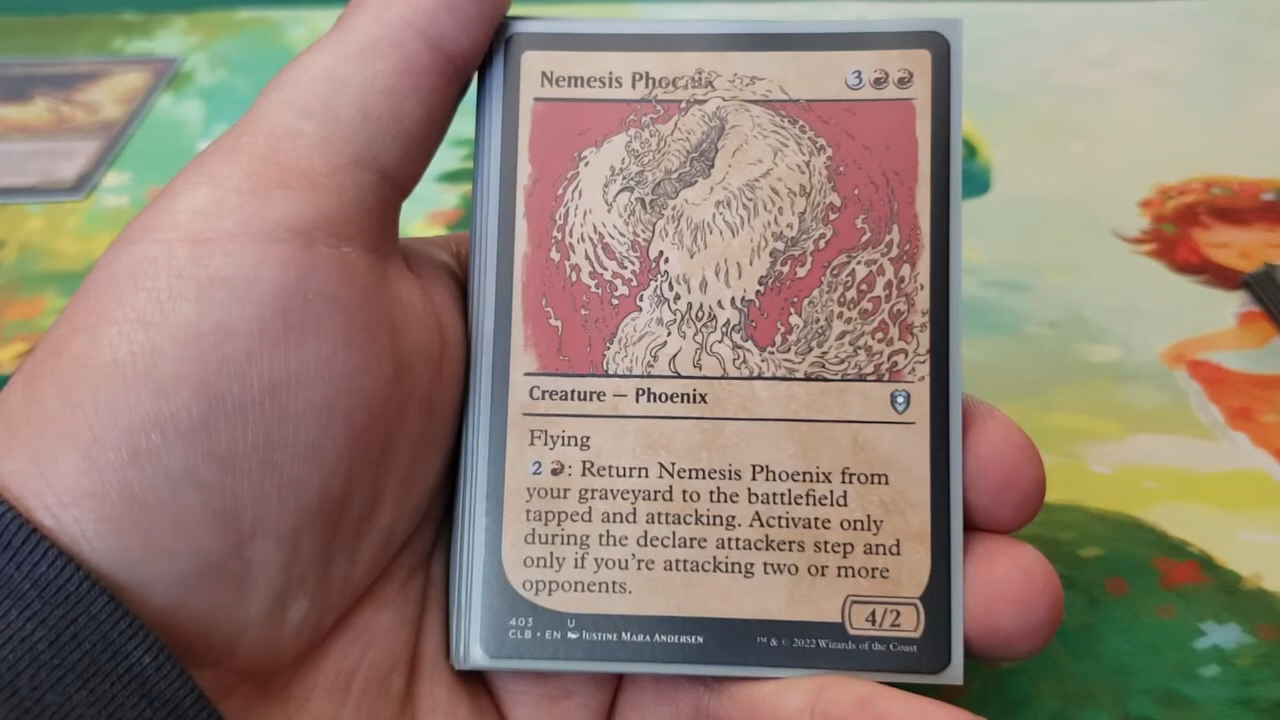 Nemesis Phoenix 3
Creature — Phoenix
Flying
2 : Return Nemesis Phoenix from
your graveyard to the battlefield
tapped and attacking. Activate only
during the declare attackers step and
only if you're attacking two or more
opponents.
4/2
403 U
CLB • EN Justine Mara Andersen
™ & © 2022 Wizards of the Coast